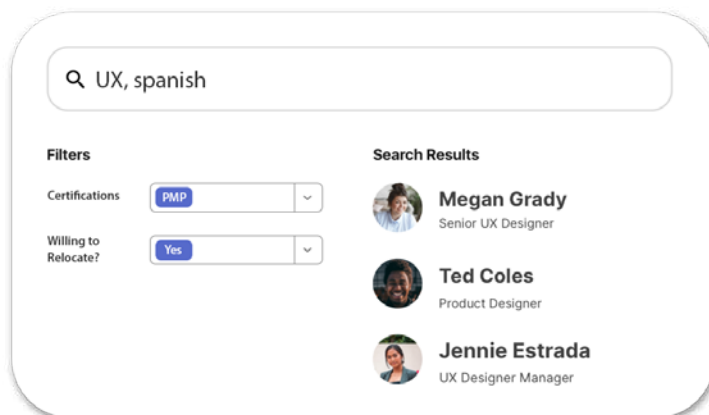 UX, spanish
Filters
Certifications
PMP
Willing to
Relocate?
Yes
Search Results
Megan Grady
Senior UX Designer
Ted Coles
Product Designer
Jennie Estrada
UX Designer Manager